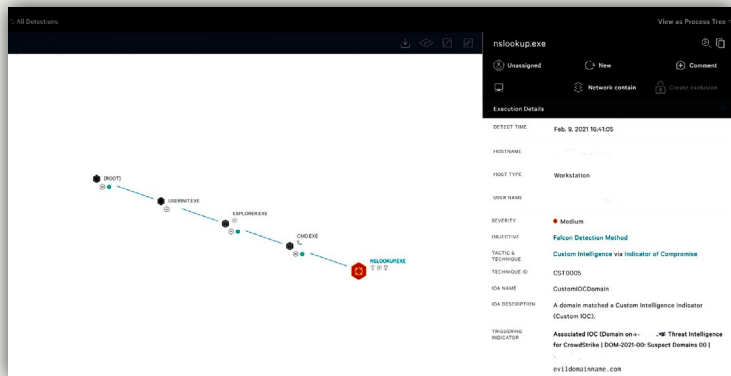 All Detections
View as Process Tree
nslookup.exe
Unassigned
New
Comment
Network contain
Create exclusion
Execution Details
DETECT TIME
Feb. 9, 2021 16:41:05
HOSTNAME
HOST TYPE
Workstation
USER NAME
SEVERITY
Medium
OBJECTIVE
Falcon Detection Method
TACTIC &
TECHNIQUE
Custom Intelligence via Indicator of Compromise
TECHNIQUE ID
CST0005
IOA NAME
CustomIOCDomain
IOA DESCRIPTION
A domain matched a Custom Intelligence Indicator
(Custom IOC).
TRIGGERING
INDICATOR
Associated IOC (Domain on
Threat Intelligence
for CrowdStrike | DOM-2021-00: Suspect Domains 00 |
evildomainname.com
[ROOT]
USERINIT.EXE
EXPLORER.EXE
CMD.EXE
NSLOOKUP.EXE